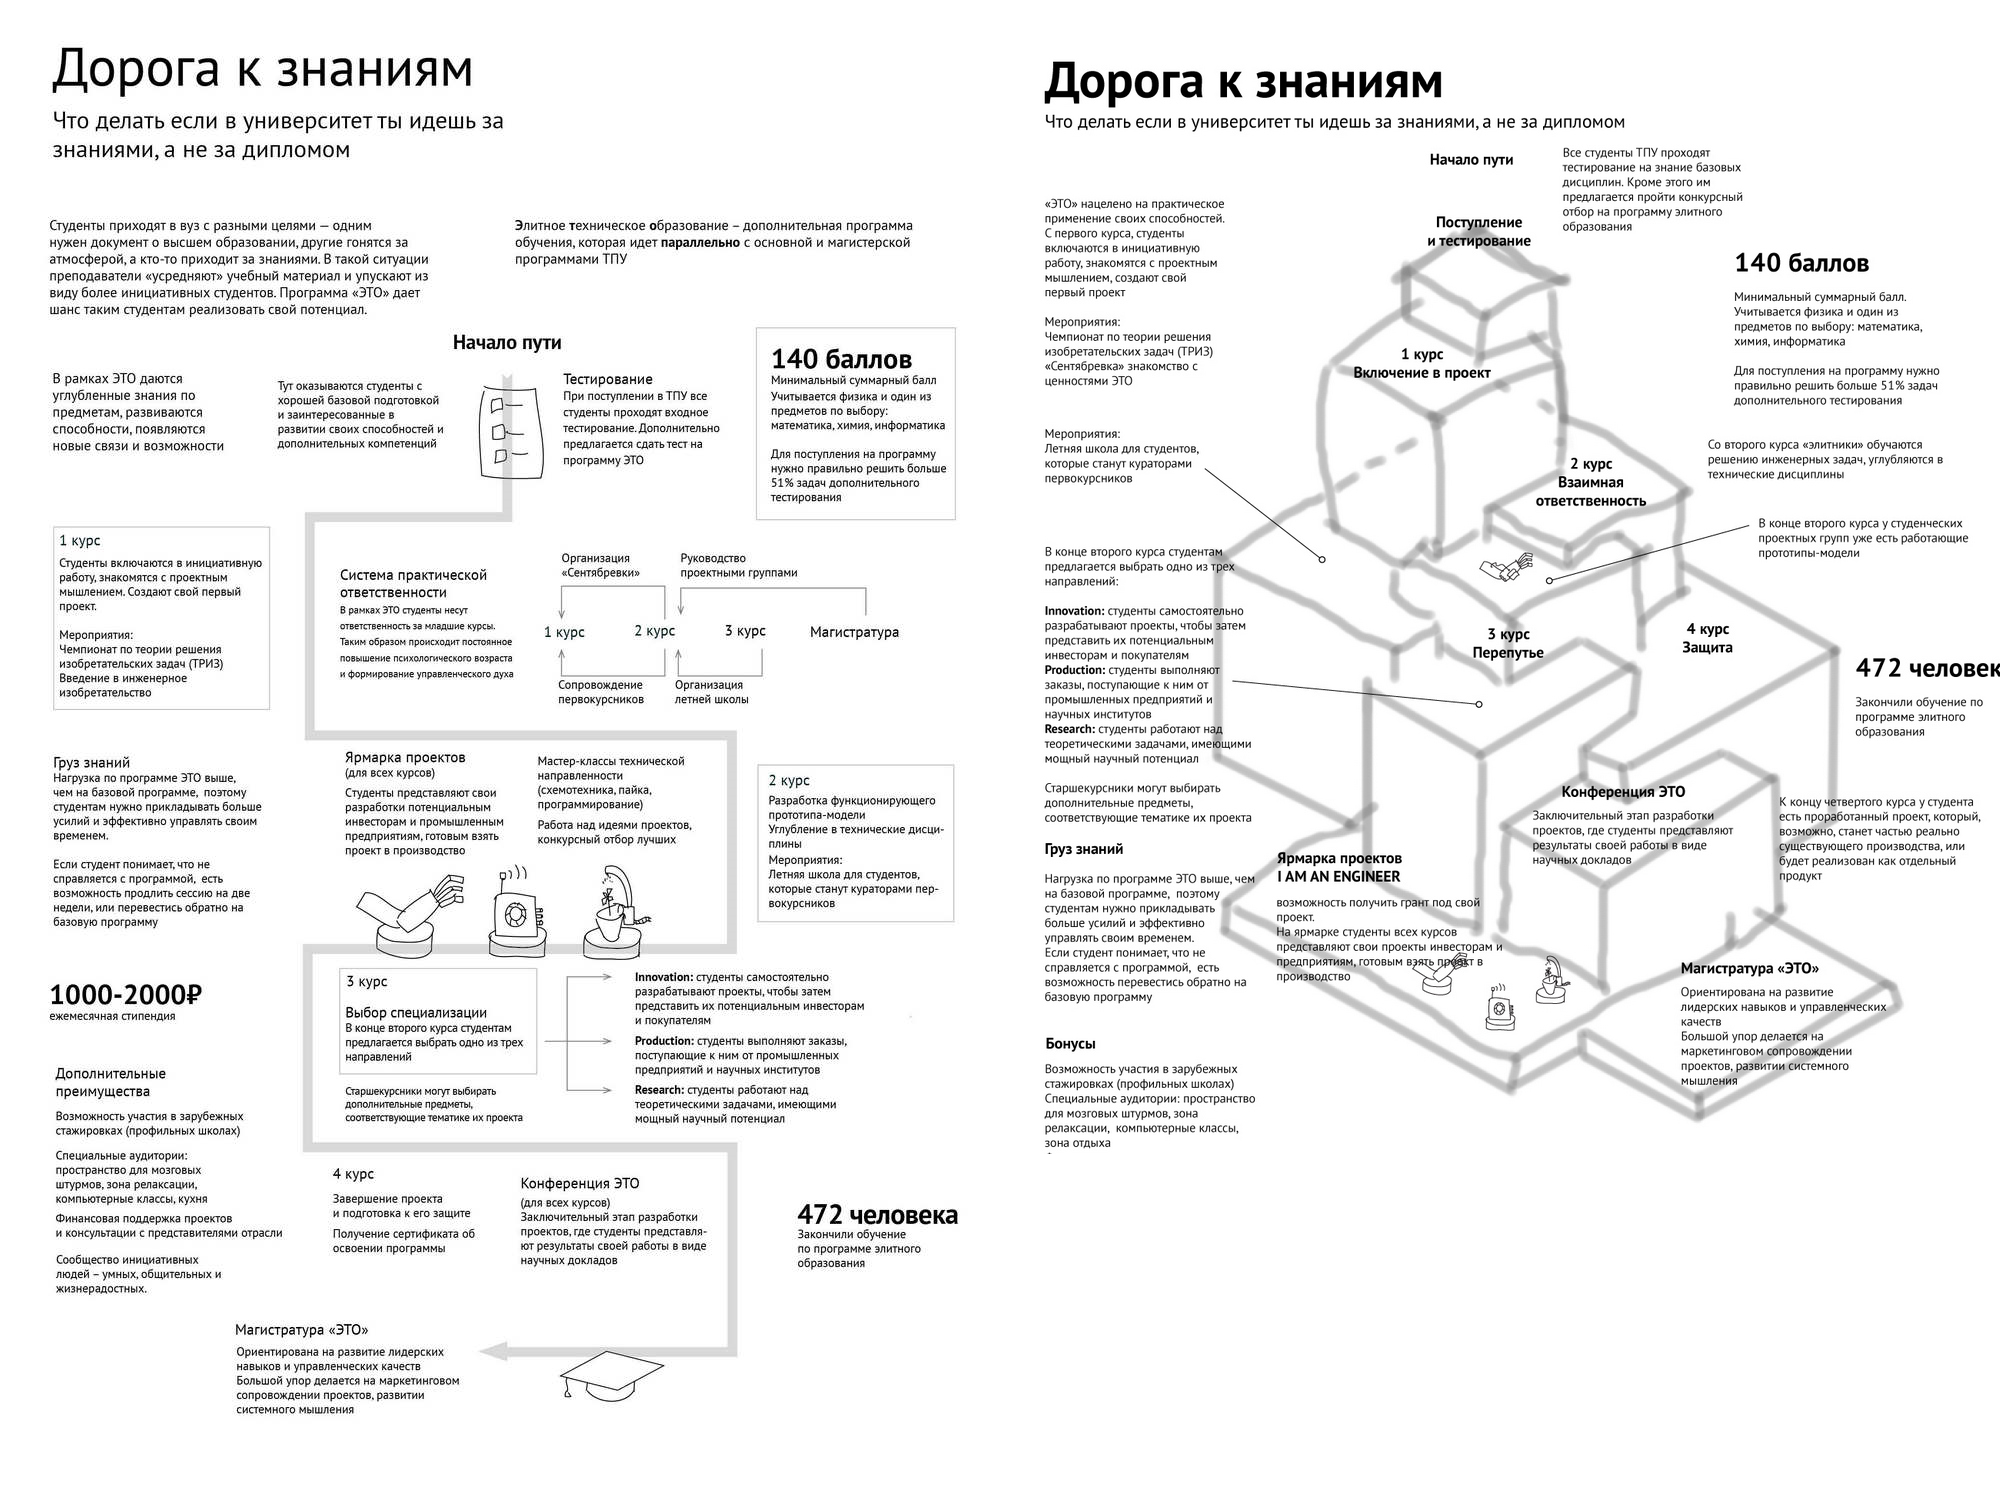 Дорога к знаниям
Что делать если в университет ты идешь за
знаниями, а не за дипломом
Студенты приходят в вуз с разными целями — одним
нужен документ о высшем образовании, другие гонятся за
атмосферой, а кто-то приходит за знаниями. В такой ситуации
преподаватели «усредняют» учебный материал и упускают из
виду более инициативных студентов. Программа «ЭТО» дает
шанс таким студентам реализовать свой потенциал.
Элитное техническое образование – дополнительная программа
обучения, которая идет параллельно с основной и магистерской
программами ТПУ
Начало пути
В рамках ЭТО даются
углубленные знания по
предметам, развиваются
способности, появляются
новые связи и возможности
Тут оказываются студенты с
хорошей базовой подготовкой
и заинтересованные в
развитии своих способностей и
дополнительных компетенций
Тестирование
При поступлении в ТПУ все
студенты проходят входное
тестирование. Дополнительно
предлагается сдать тест на
программу ЭТО
140 баллов
Минимальный суммарный балл
Учитывается физика и один из
предметов по выбору:
математика, химия, информатика
Для поступления на программу
нужно правильно решить больше
51% задач дополнительного
тестирования
1 курс
Студенты включаются в инициативную
работу, знакомятся с проектным
мышлением. Создают свой первый
проект.
Мероприятия:
Чемпионат по теории решения
изобретательских задач (ТРИЗ)
Введение в инженерное
изобретательство
Система практической
ответственности
В рамках ЭТО студенты несут
ответственность за младшие курсы.
Таким образом происходит постоянное
повышение психологического возраста
и формирование управленческого духа
Организация
«Сентябревки»
Руководство
проектными группами
1 курс
2 курс
3 курс
Магистратура
Сопровождение
первокурсников
Организация
летней школы
Груз знаний
Нагрузка по программе ЭТО выше,
чем на базовой программе, поэтому
студентам нужно прикладывать больше
усилий и эффективно управлять своим
временем.
Если студент понимает, что не
справляется с программой, есть
возможность продлить сессию на две
недели, или перевестись обратно на
базовую программу
Ярмарка проектов
(для всех курсов)
Студенты представляют свои
разработки потенциальным
инвесторам и промышленным
предприятиям, готовым взять
проект в производство
Мастер-классы технической
направленности
(схемотехника, пайка,
программирование)
Работа над идеями проектов,
конкурсный отбор лучших
2 курс
Разработка функционирующего
прототипа-модели
Углубление в технические дисци-
плины
Мероприятия:
Летняя школа для студентов,
которые станут кураторами пер-
вокурсников
1000-2000₽
ежемесячная стипендия
3 курс
Выбор специализации
В конце второго курса студентам
предлагается выбрать одно из трех
направлений
Старшекурсники могут выбирать
дополнительные предметы,
соответствующие тематике их проекта
Innovation: студенты самостоятельно
разрабатывают проекты, чтобы затем
представить их потенциальным инвесторам
и покупателям
Production: студенты выполняют заказы,
поступающие к ним от промышленных
предприятий и научных институтов
Research: студенты работают над
теоретическими задачами, имеющими
мощный научный потенциал
Дополнительные
преимущества
Возможность участия в зарубежных
стажировках (профильных школах)
Специальные аудитории:
пространство для мозговых
штурмов, зона релаксации,
компьютерные классы, кухня
Финансовая поддержка проектов
и консультации с представителями отрасли
Сообщество инициативных
людей – умных, общительных и
жизнерадостных.
4 курс
Завершение проекта
и подготовка к его защите
Получение сертификата об
освоении программы
Конференция ЭТО
(для всех курсов)
Заключительный этап разработки
проектов, где студенты представля-
ют результаты своей работы в виде
научных докладов
472 человека
Закончили обучение
по программе элитного
образования
Магистратура «ЭТО»
Ориентирована на развитие лидерских
навыков и управленческих качеств
Большой упор делается на маркетинговом
сопровождении проектов, развитии
системного мышления
Дорога к знаниям
Что делать если в университет ты идешь за знаниями, а не за дипломом
Начало пути
Все студенты ТПУ проходят
тестирование на знание базовых
дисциплин. Кроме этого им
предлагается пройти конкурсный
отбор на программу элитного
образования
«ЭТО» нацелено на практическое
применение своих способностей.
С первого курса, студенты
включаются в инициативную
работу, знакомятся с проектным
мышлением, создают свой
первый проект
Мероприятия:
Чемпионат по теории решения
изобретательских задач (ТРИЗ)
«Сентябревка» знакомство с
ценностями ЭТО
Поступление
и тестирование
140 баллов
Минимальный суммарный балл.
Учитывается физика и один из
предметов по выбору: математика,
химия, информатика
Для поступления на программу нужно
правильно решить больше 51% задач
дополнительного тестирования
1 курс
Включение в проект
Мероприятия:
Летняя школа для студентов,
которые станут кураторами
первокурсников
2 курс
Взаимная
ответственность
Со второго курса «элитники» обучаются
решению инженерных задач, углубляются в
технические дисциплины
В конце второго курса у студенческих
проектных групп уже есть работающие
прототипы-модели
В конце второго курса студентам
предлагается выбрать одно из трех
направлений:
Innovation: студенты самостоятельно
разрабатывают проекты, чтобы затем
представить их потенциальным
инвесторам и покупателям
Production: студенты выполняют
заказы, поступающие к ним от
промышленных предприятий и
научных институтов
Research: студенты работают над
теоретическими задачами, имеющими
мощный научный потенциал
Старшекурсники могут выбирать
дополнительные предметы,
соответствующие тематике их проекта
3 курс
Перепутье
4 курс
Защита
472 человек
Закончили обучение по
программе элитного
образования
Конференция ЭТО
Заключительный этап разработки
проектов, где студенты представляют
результаты своей работы в виде
научных докладов
К концу четвертого курса у студента
есть проработанный проект, который,
возможно, станет частью реально
существующего производства, или
будет реализован как отдельный
продукт
Груз знаний
Нагрузка по программе ЭТО выше, чем
на базовой программе, поэтому
студентам нужно прикладывать
больше усилий и эффективно
управлять своим временем.
Если студент понимает, что не
справляется с программой, есть
возможность перевестись обратно на
базовую программу
Ярмарка проектов
I AM AN ENGINEER
возможность получить грант под свой
проект.
На ярмарке студенты всех курсов
представляют свои проекты инвесторам и
предприятиям, готовым взять проект в
производство
Магистратура «ЭТО»
Ориентирована на развитие
лидерских навыков и управленческих
качеств
Большой упор делается на
маркетинговом сопровождении
проектов, развитии системного
мышления
Бонусы
Возможность участия в зарубежных
стажировках (профильных школах)
Специальные аудитории: пространство
для мозговых штурмов, зона
релаксации, компьютерные классы,
зона отдыха